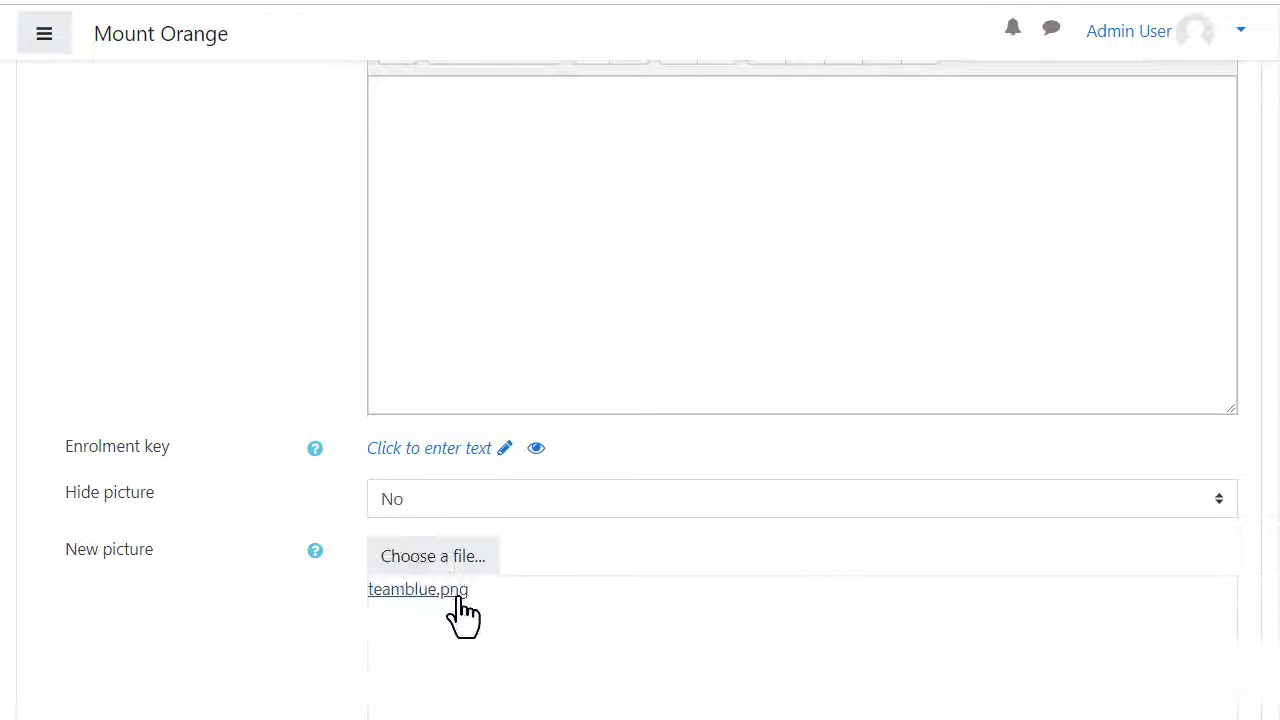 Mount Orange
Admin User
Enrolment key
Click to enter text
Hide picture
No
New picture
Choose a file...
teamblue.png